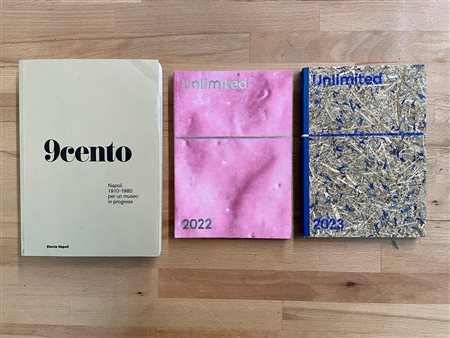 9cento
Napoli
1910-1980
per un museo
in progress
Electa Napoli
Unlimited
2022
Unlimited
2023